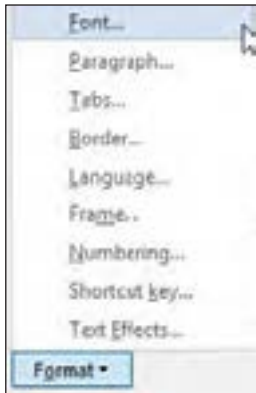 Font...
Paragraph...
Tabs...
Border...
Language...
Frame...
Numbering...
Shortcut key...
Text Effects...
Format